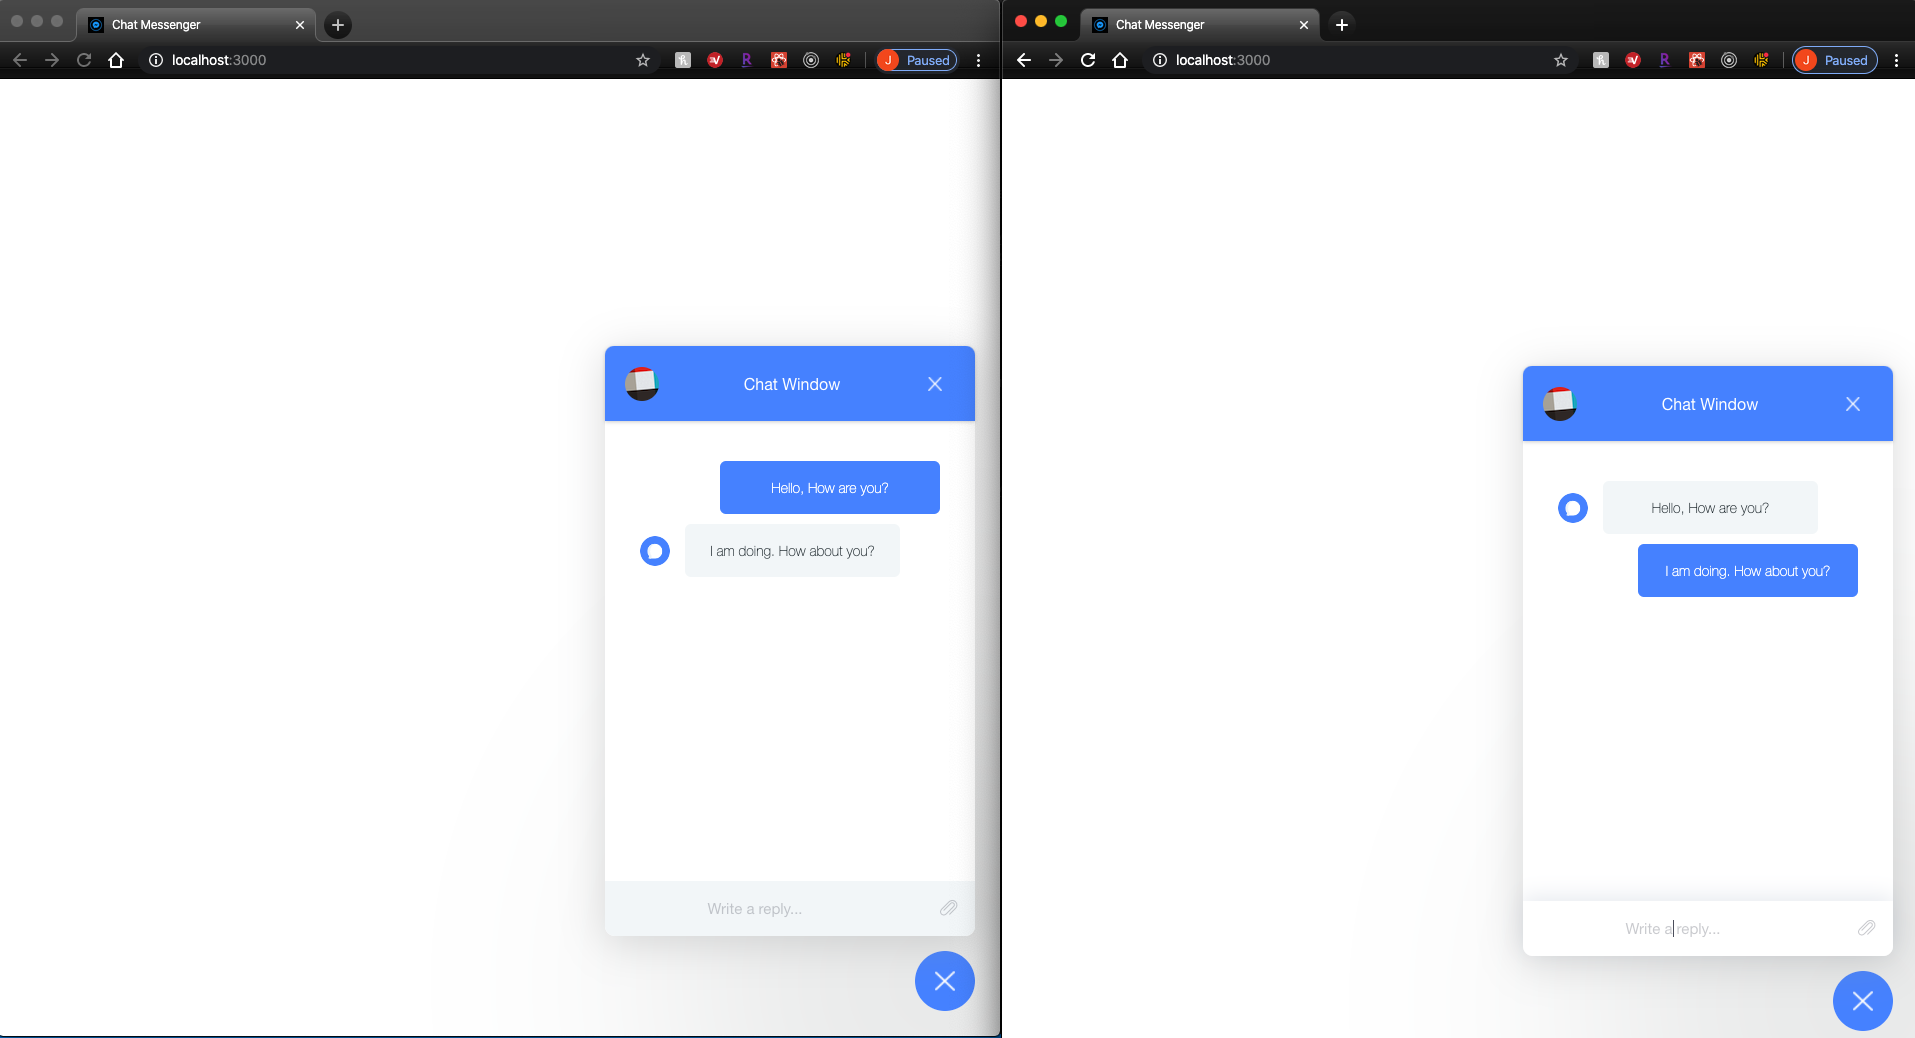 Chat Messenger
localhost:3000
J Paused
Chat Window
Hello, How are you?
I am doing. How about you?
Write a reply...
Chat Messenger
localhost:3000
J Paused
Chat Window
Hello, How are you?
I am doing. How about you?
Write a reply...